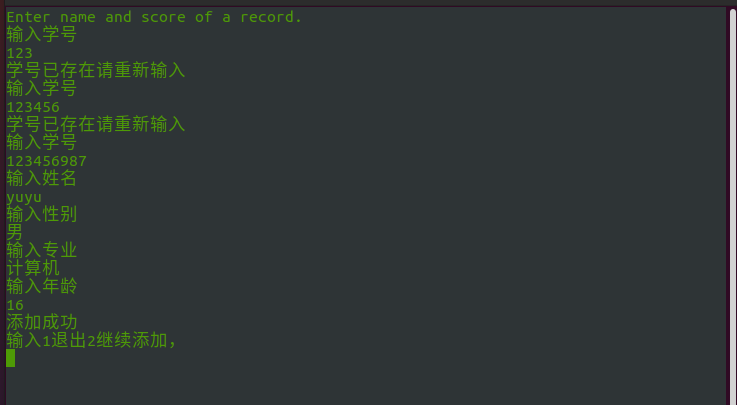 Enter name and score of a record.
输入学号
123
学号已存在请重新输入
输入学号
123456
学号已存在请重新输入
输入学号
123456987
输入姓名
yuyu
输入性别
男
输入专业
计算机
输入年龄
16
添加成功
输入1退出2继续添加，